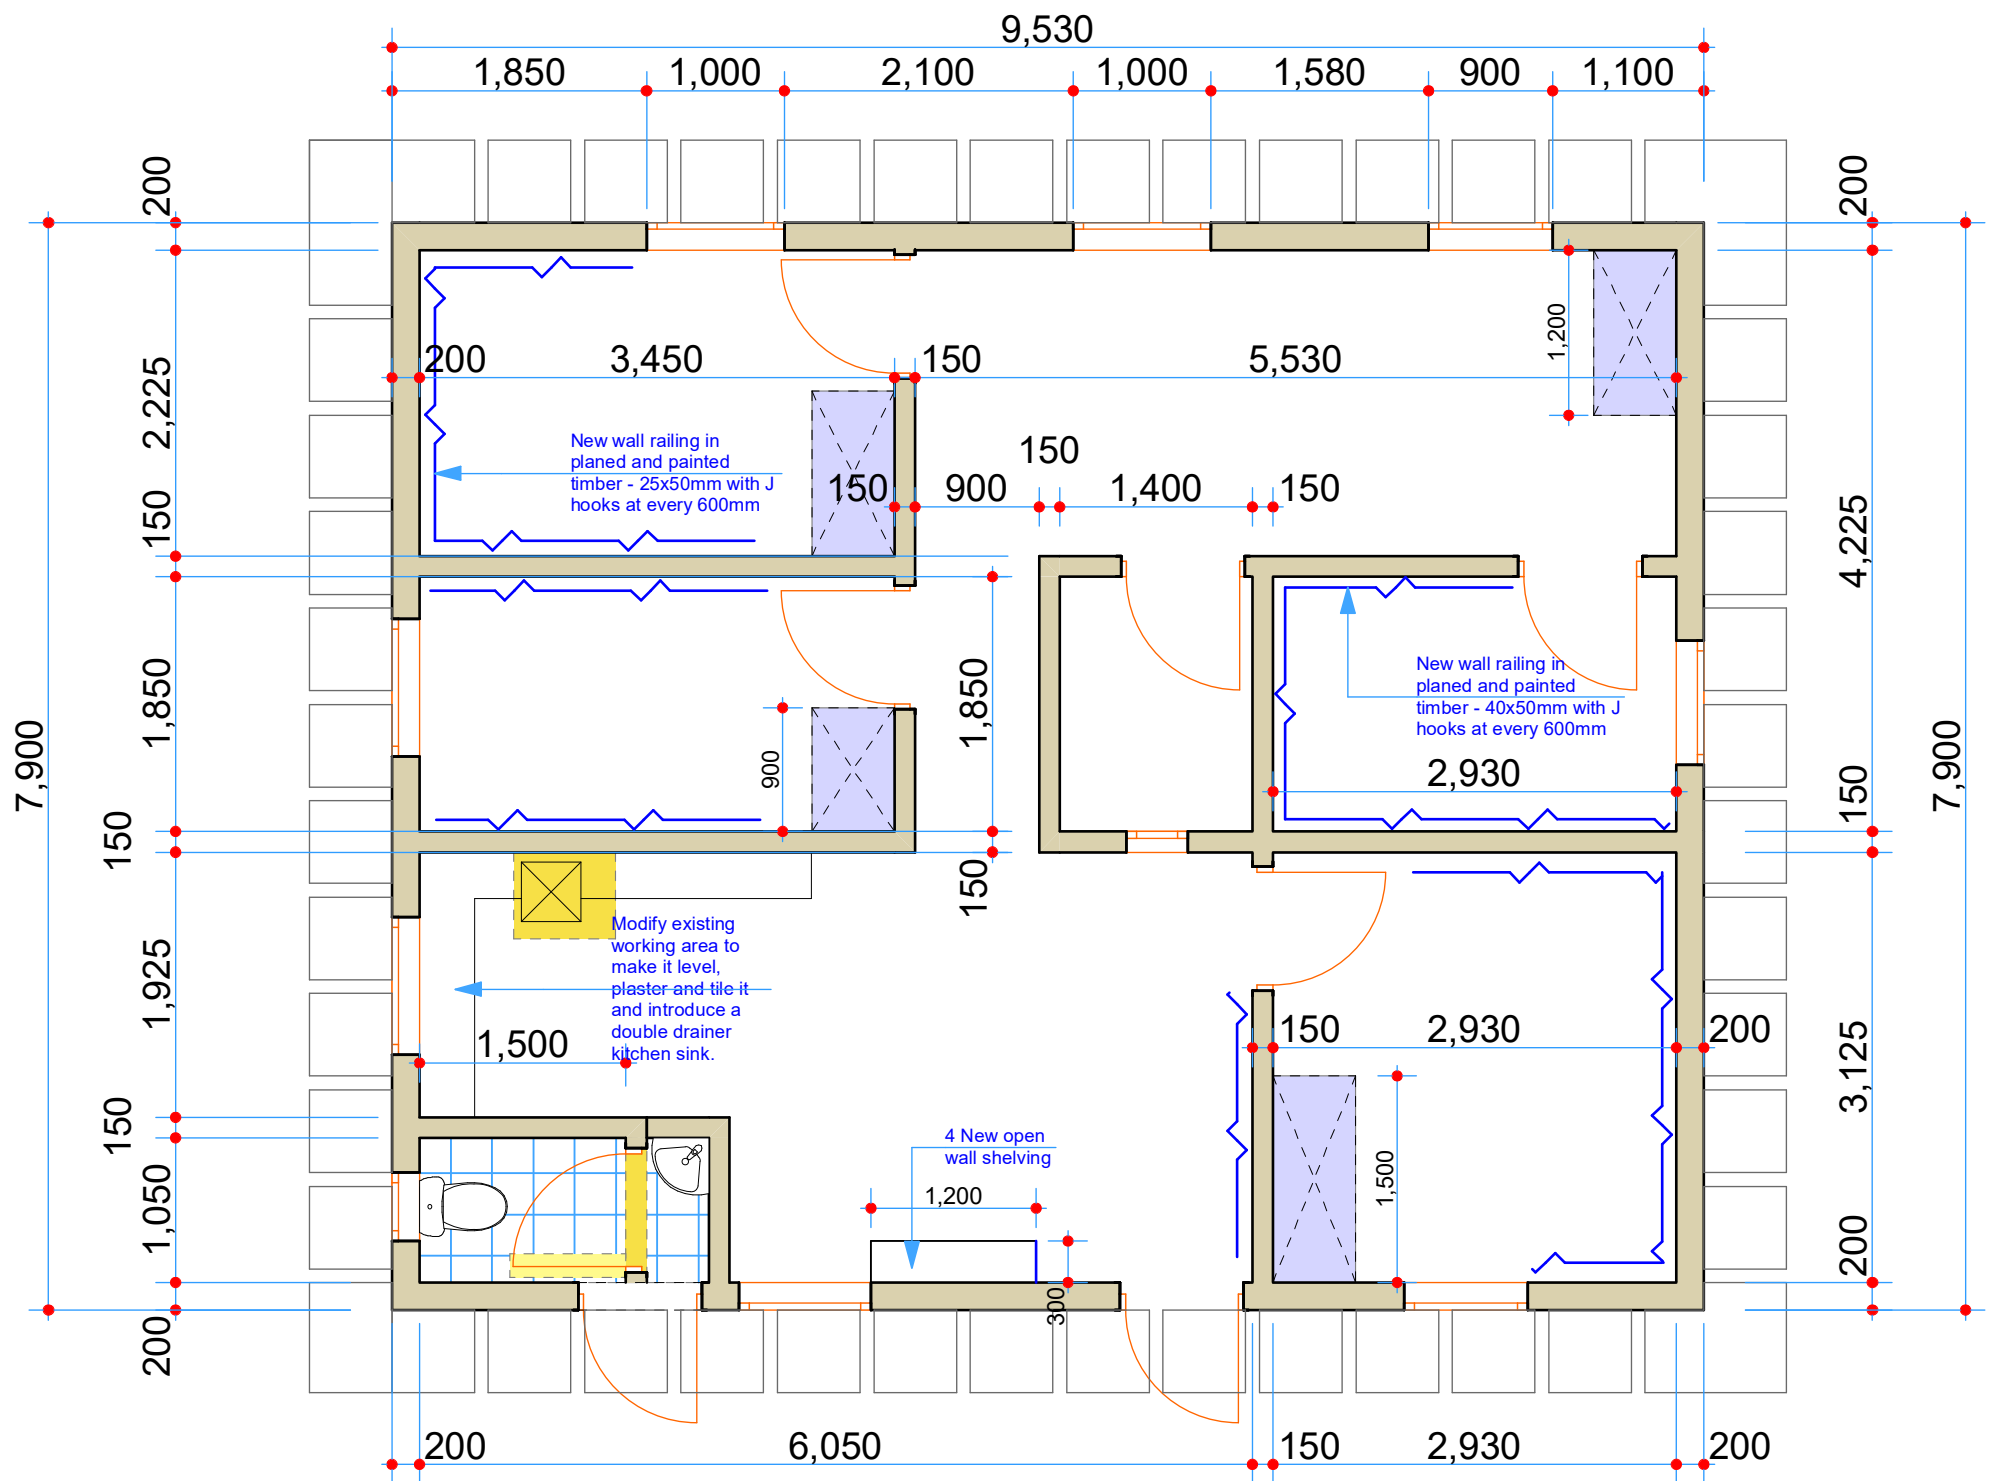 9,530
1,850 1,000 2,100 1,000 1,580 900 1,100
200
200
2,225
1,200
200 3,450 150 5,530
New wall railing in
planed and painted
timber - 25x50mm with J
hooks at every 600mm
150
150 900 1,400 150
150
4,225
1,850
1,850
900
New wall railing in
planed and painted
timber - 40x50mm with J
hooks at every 600mm
2,930
7,900
7,900
150
150
150
Modify existing
working area to
make it level,
plaster and tile it
and introduce a
double drainer
kitchen sink.
1,925
1,500
150 2,930 200
3,125
150
4 New open
wall shelving
1,200
1,500
1,050
300
200
200
200 6,050 150 2,930 200